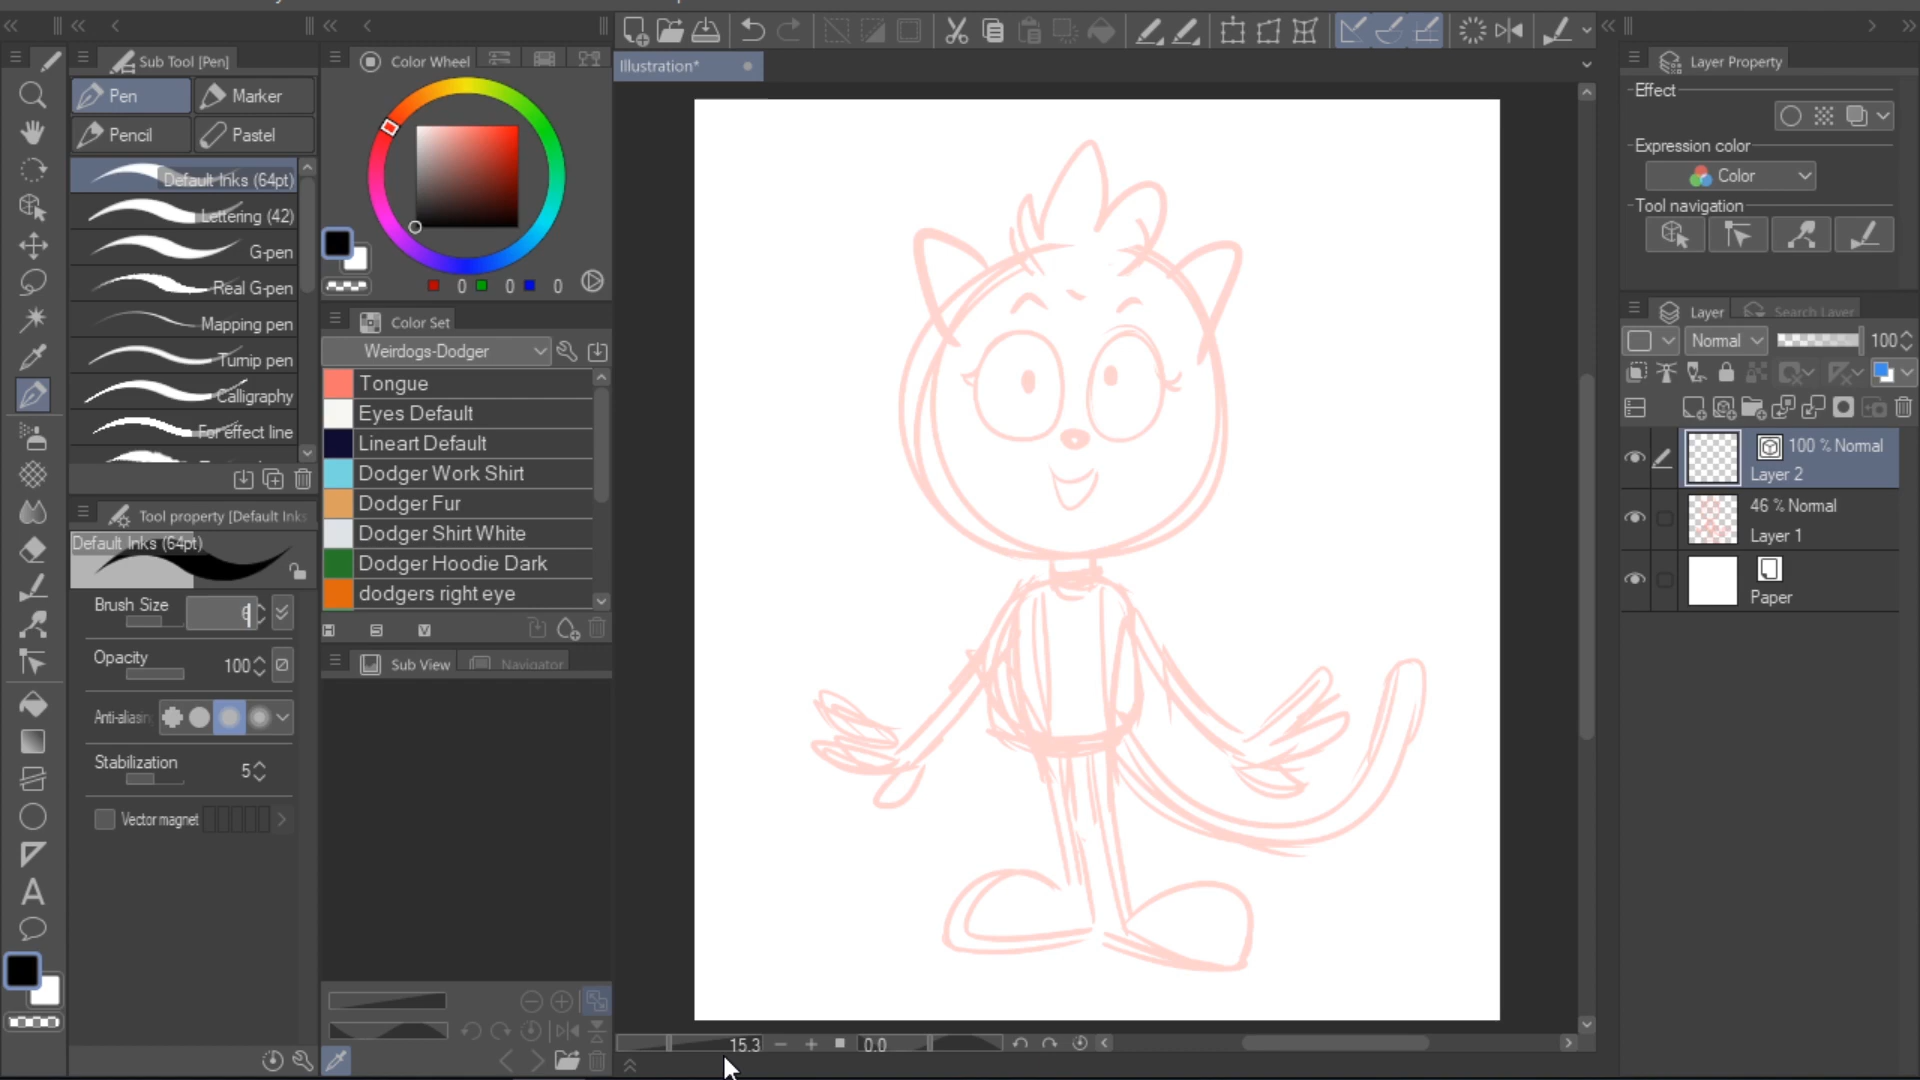 Sub Tool [Pen]
Pen
Marker
Pencil
Pastel
Default Inks (64pt)
Lettering (42)
G-pen
Real G-pen
Mapping pen
Turnip pen
Calligraphy
For effect line
Tool property [Default Inks
Default Inks (64pt)
Brush Size
Opacity
100
Anti-aliasin
Stabilization
5
Vector magnet
A
Color Wheel
0
0
0
Color Set
Weirdogs-Dodger
Tongue
Eyes Default
Lineart Default
Dodger Work Shirt
Dodger Fur
Dodger Shirt White
Dodger Hoodie Dark
dodgers right eye
H
S
V
Sub View
Navigator
Illustration*
15.3
0.0
Layer Property
Effect
Expression color
Color
Tool navigation
Layer
Search Layer
Normal
100
100 % Normal
Layer 2
46 % Normal
Layer 1
Paper